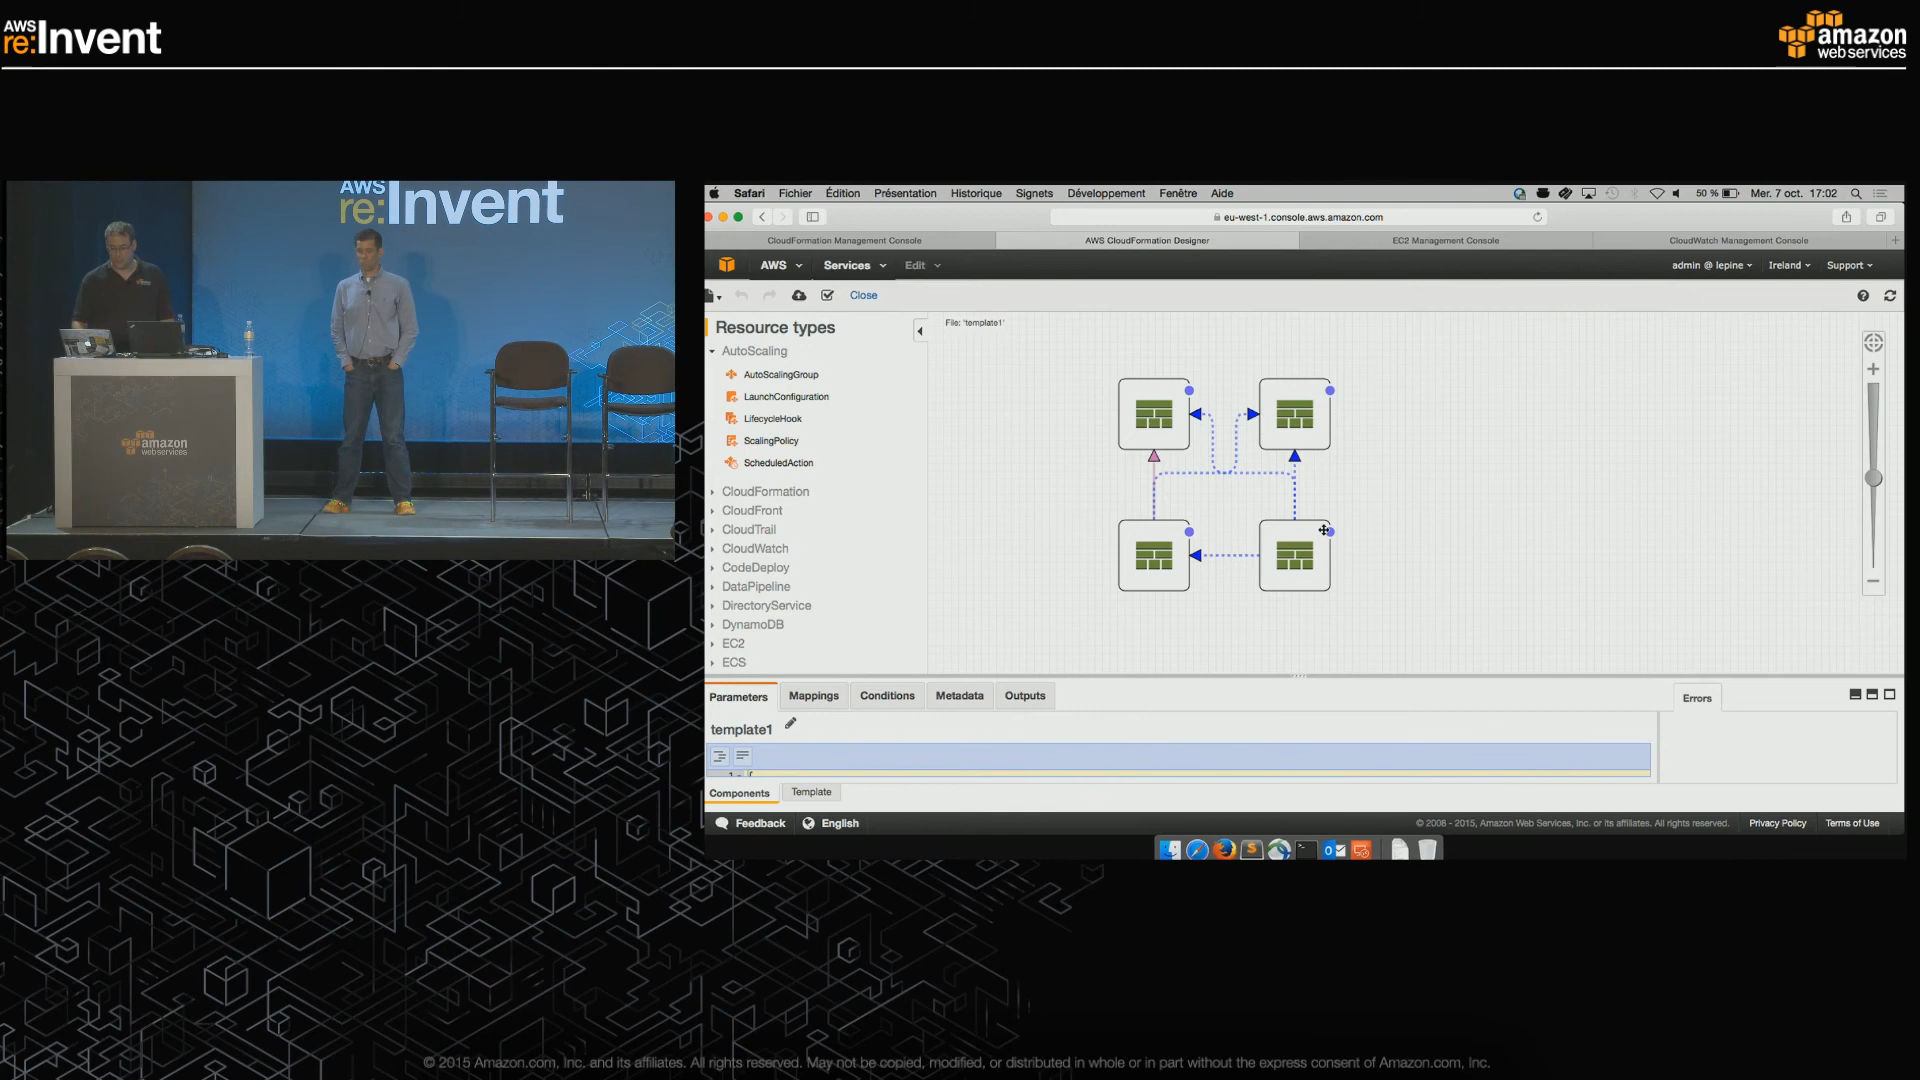 AWS
re:Invent
amazon
web services
AWS
re:Invent
amazon
web services
Safari Fichier Édition Présentation Historique Signets Développement Fenêtre Aide 50 % Mer. 7 oct. 17:02
eu-west-1.console.aws.amazon.com
CloudFormation Management Console AWS CloudFormation Designer EC2 Management Console CloudWatch Management Console
AWS Services Edit admin @ lepine Ireland Support
Close
Resource types
File: 'template1'
AutoScaling
AutoScalingGroup
LaunchConfiguration
LifecycleHook
ScalingPolicy
ScheduledAction
CloudFormation
CloudFront
CloudTrail
CloudWatch
CodeDeploy
DataPipeline
DirectoryService
DynamoDB
EC2
ECS
Parameters Mappings Conditions Metadata Outputs Errors
template1
1 {
Components Template
Feedback English © 2008 - 2015, Amazon Web Services, Inc. or its affiliates. All rights reserved. Privacy Policy Terms of Use
© 2015 Amazon.com, Inc. and its affiliates. All rights reserved. May not be copied, modified, or distributed in whole or in part without the express consent of Amazon.com, Inc.